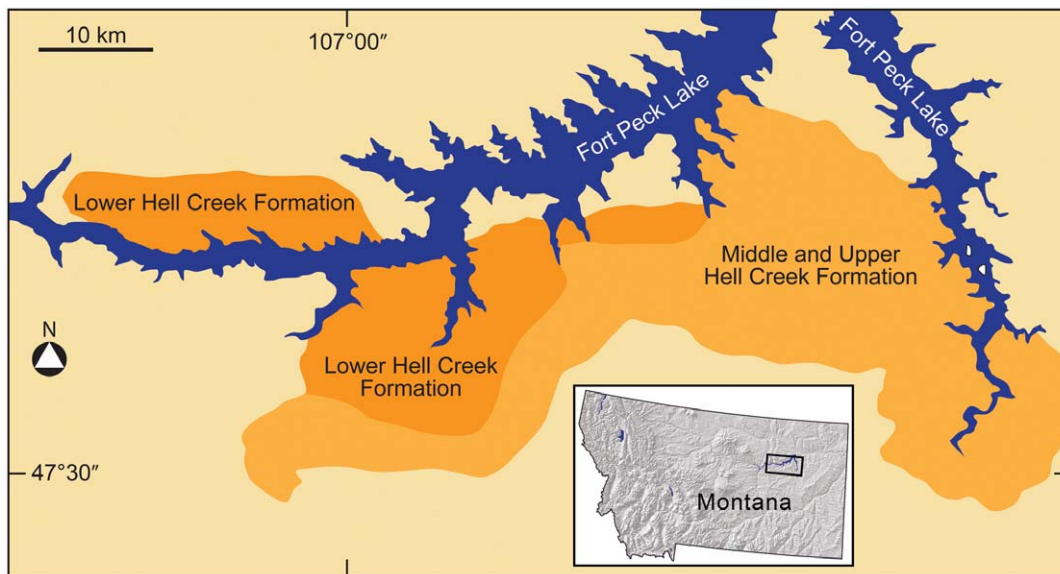 10 km
107°00″
Fort Peck Lake
Fort Peck Lake
Lower Hell Creek Formation
Middle and Upper
Hell Creek Formation
N
Lower Hell Creek
Formation
47°30″
Montana